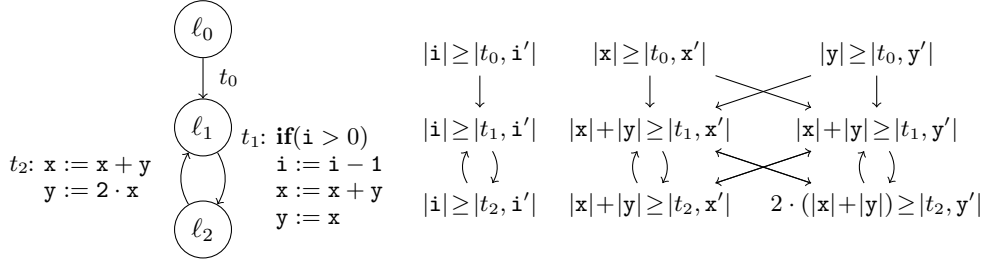 ℓ₀
t₀
ℓ₁
t₁: if(i > 0)
i := i − 1
x := x + y
y := x
t₂: x := x + y
y := 2 · x
ℓ₂
|i| ≥ |t₀, i′|
|x| ≥ |t₀, x′|
|y| ≥ |t₀, y′|
|i| ≥ |t₁, i′|
|x|+|y| ≥ |t₁, x′|
|x|+|y| ≥ |t₁, y′|
|i| ≥ |t₂, i′|
|x|+|y| ≥ |t₂, x′|
2 · (|x|+|y|) ≥ |t₂, y′|